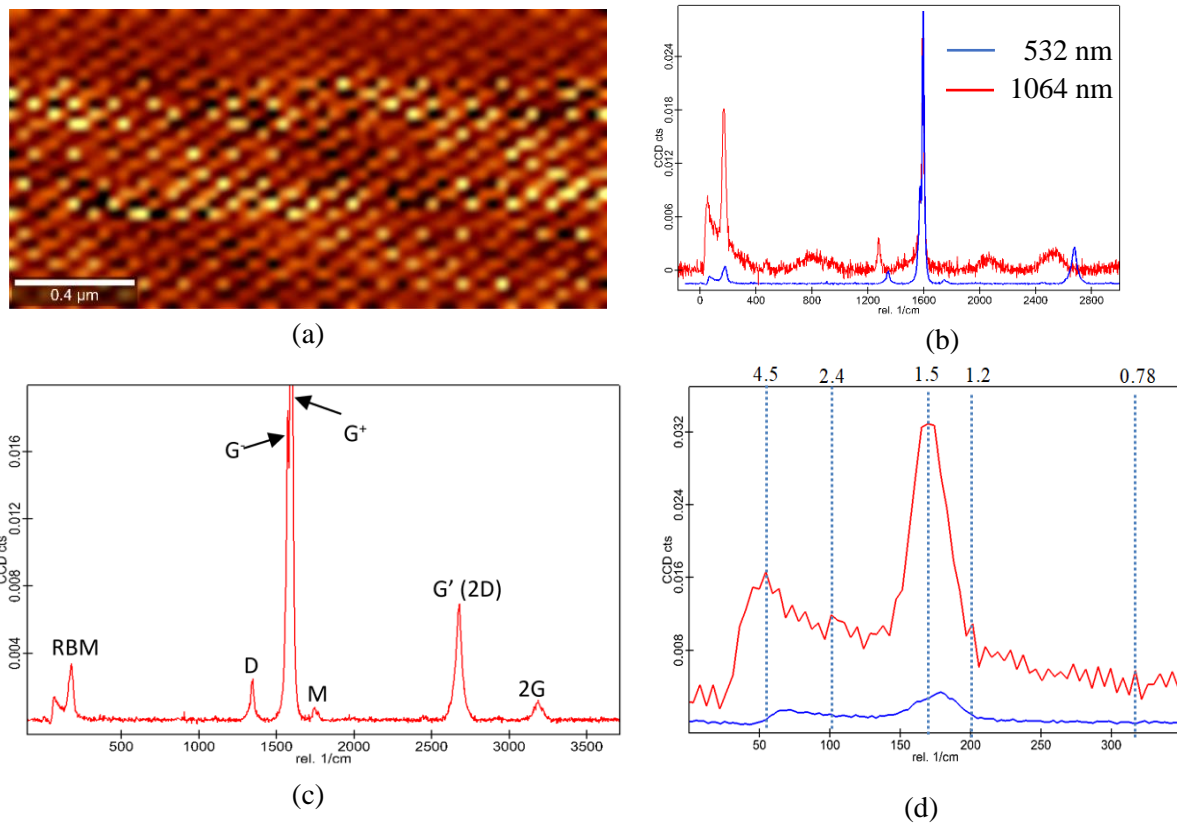 0.4 µm
(a)
0.024
0.018
0.012
0.006
0
CCD cts
532 nm
1064 nm
0
400
800
1200
1600
2000
2400
2800
rel. 1/cm
(b)
0.016
0.012
0.008
0.004
CCD cts
RBM
G-
G+
D
M
G’ (2D)
2G
500
1000
1500
2000
2500
3000
3500
rel. 1/cm
(c)
4.5
2.4
1.5
1.2
0.78
0.032
0.024
0.016
0.008
CCD cts
50
100
150
200
250
300
rel. 1/cm
(d)